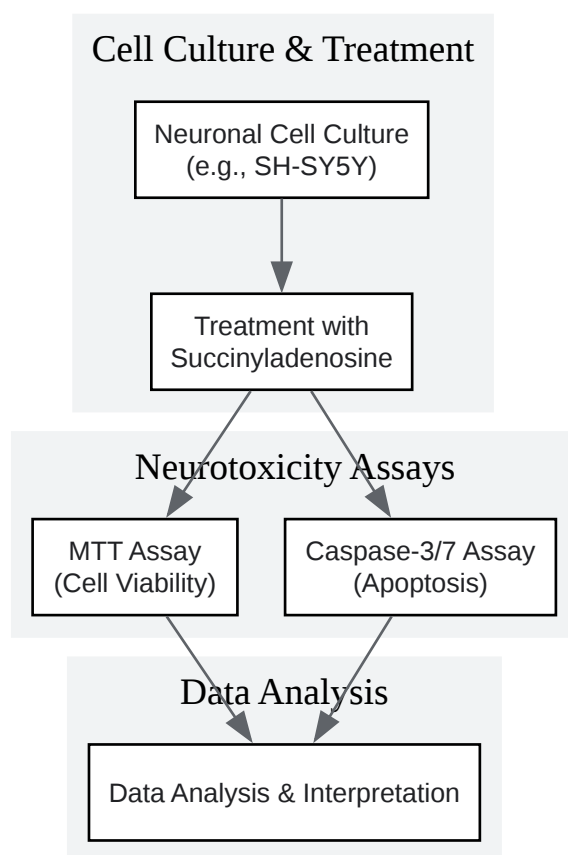 Cell Culture & Treatment
Neuronal Cell Culture
(e.g., SH-SY5Y)
Treatment with
Succinyladenosine
Neurotoxicity Assays
MTT Assay
(Cell Viability)
Caspase-3/7 Assay
(Apoptosis)
Data Analysis
Data Analysis & Interpretation